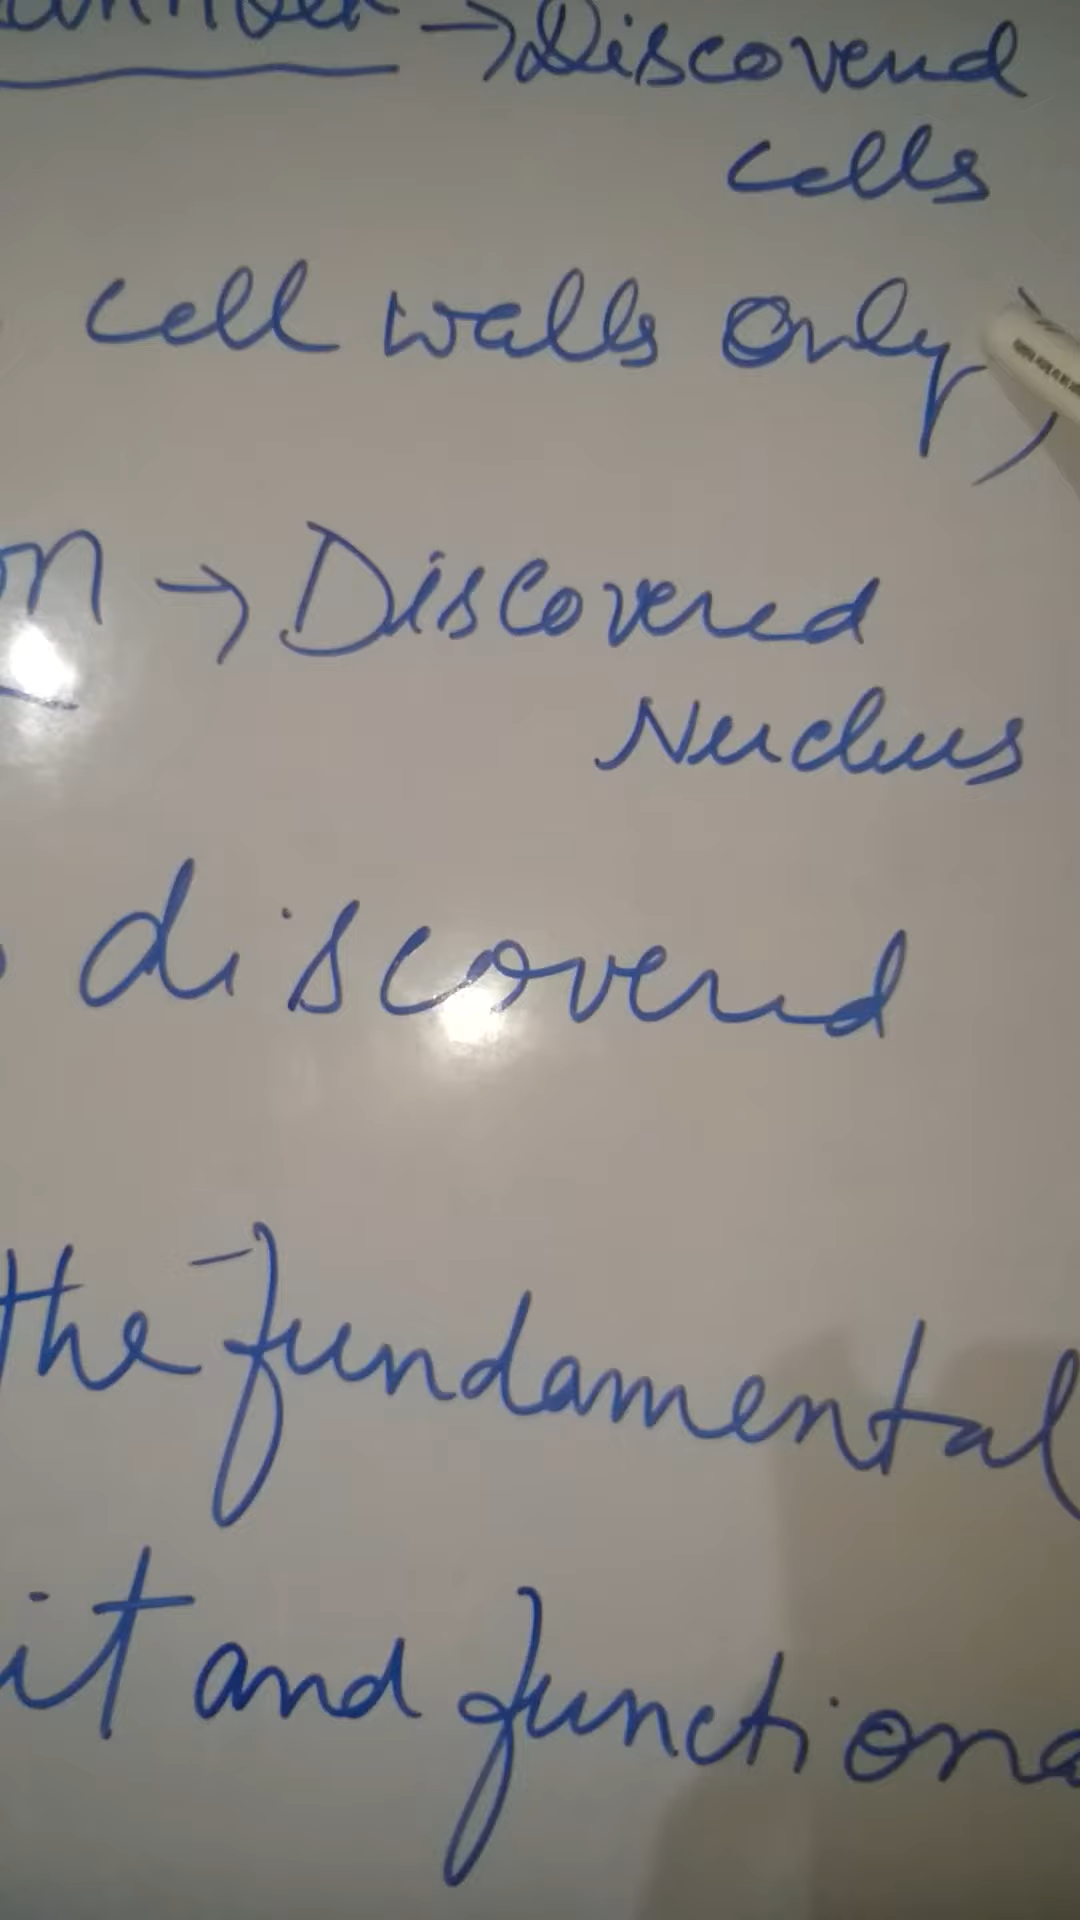 → Discovered
cells
cell walls only)
n → Discovered
Nucleus
discovered
the fundamental
it and functiona